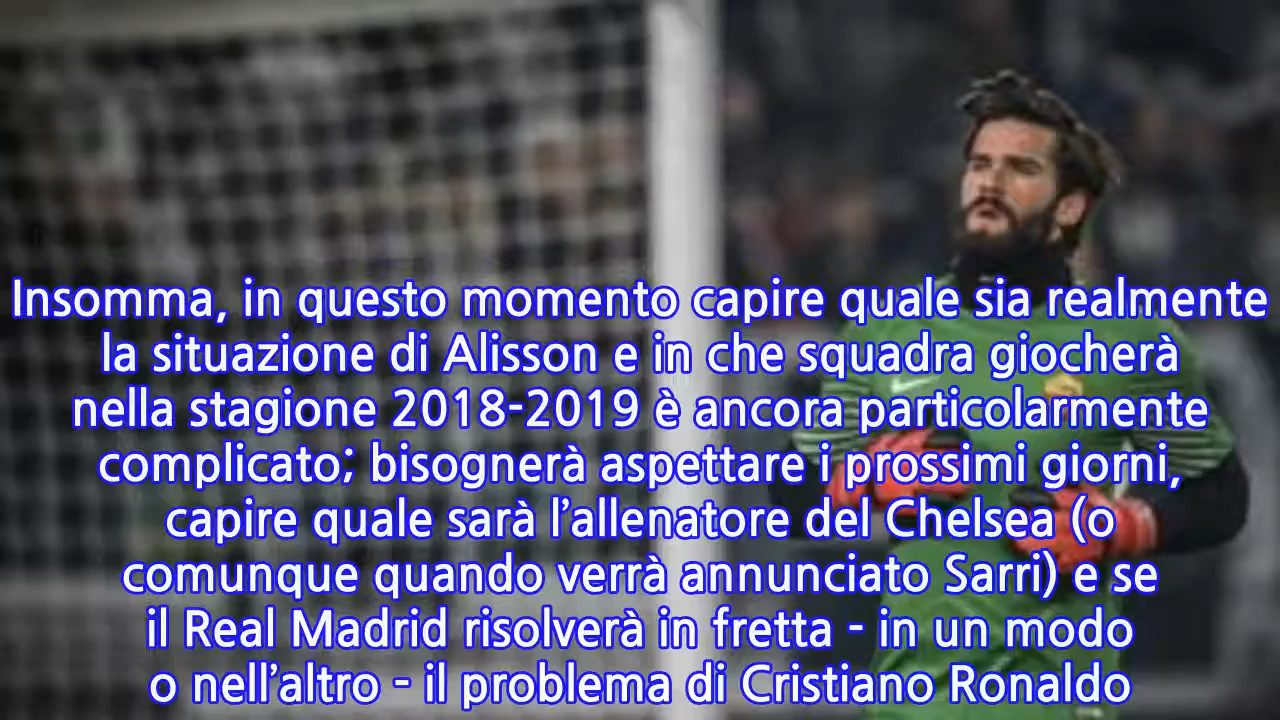 Insomma, in questo momento capire quale sia realmente
la situazione di Alisson e in che squadra giocherà
nella stagione 2018-2019 è ancora particolarmente
complicato; bisognerà aspettare i prossimi giorni,
capire quale sarà l’allenatore del Chelsea (o
comunque quando verrà annunciato Sarri) e se
il Real Madrid risolverà in fretta - in un modo
o nell’altro - il problema di Cristiano Ronaldo